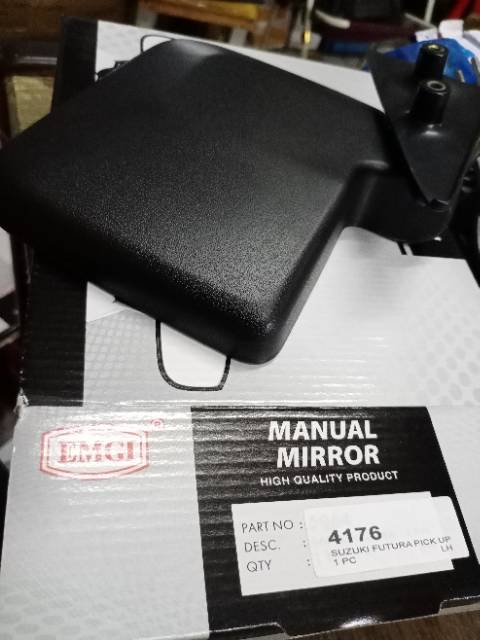 EMGI ®
MANUAL
MIRROR
HIGH QUALITY PRODUCT
PART NO : 4176
DESC. : SUZUKI FUTURA PICK UP
LH
QTY : 1 PC